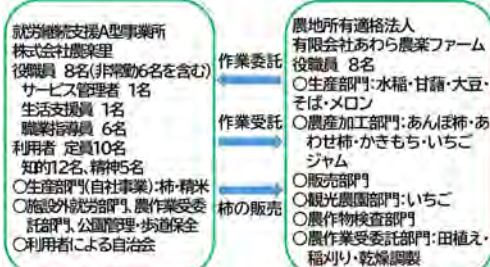 就労継続支援A型事業所
株式会社農楽里
役職員 8名(非常勤6名を含む)
サービス管理者 1名
生活支援員 1名
職業指導員 6名
利用者 定員10名
知的12名、精神5名
○生産部門(自社事業):柿・精米
○施設外就労部門、農作業受委
託部門、公園管理・歩道保全
○利用者による自治会
作業委託
作業受託
柿の販売
農地所有適格法人
有限会社あわら農楽ファーム
役職員 8名
○生産部門:水稲・甘藷・大豆・
そば・メロン
○農産加工部門:あんぽ柿・あ
わせ柿・かきもち・いちご
ジャム
○販売部門
○観光農園部門:いちご
○農作物検査部門
○農作業受委託部門:田植え・
稲刈り・乾燥調製